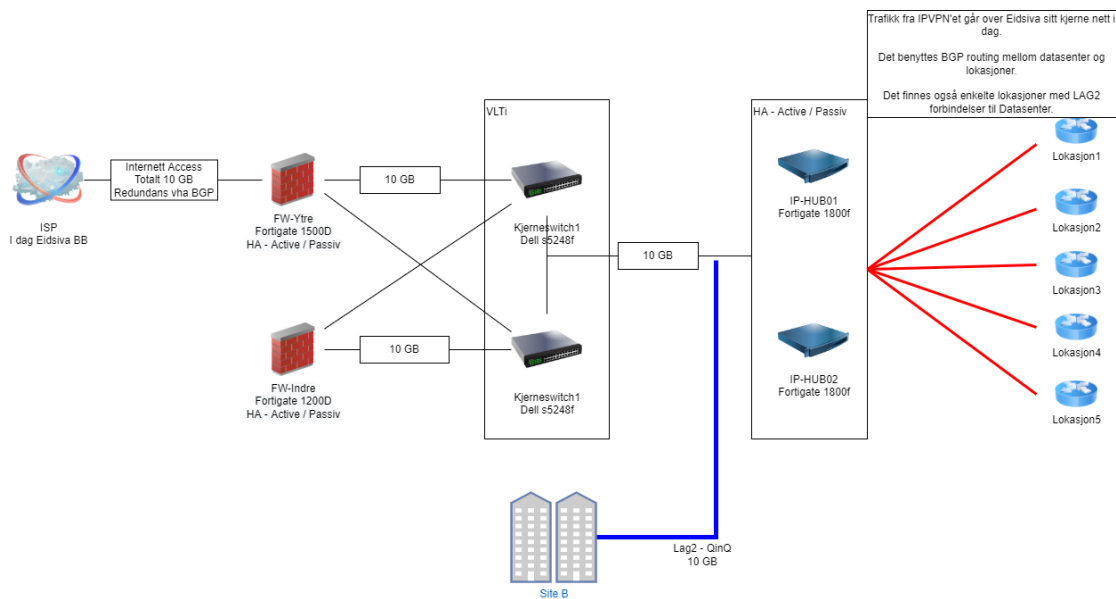 Trafikk fra IPVPN'et går over Eidsiva sitt kjerne nett i
dag.
Det benyttes BGP routing mellom datasenter og
lokasjoner.
Det finnes også enkelte lokasjoner med LAG2
forbindelser til Datasenter.
VLTi
HA - Active / Passiv
Internett Access
Totalt 10 GB
Redundans vha BGP
ISP
I dag Eidsiva BB
FW-Ytre
Fortigate 1500D
HA - Active / Passiv
10 GB
Kjerneswitch1
Dell s5248f
10 GB
IP-HUB01
Fortigate 1800f
Lokasjon1
Lokasjon2
Lokasjon3
Lokasjon4
Lokasjon5
FW-Indre
Fortigate 1200D
HA - Active / Passiv
10 GB
Kjerneswitch1
Dell s5248f
IP-HUB02
Fortigate 1800f
Lag2 - QinQ
10 GB
Site B